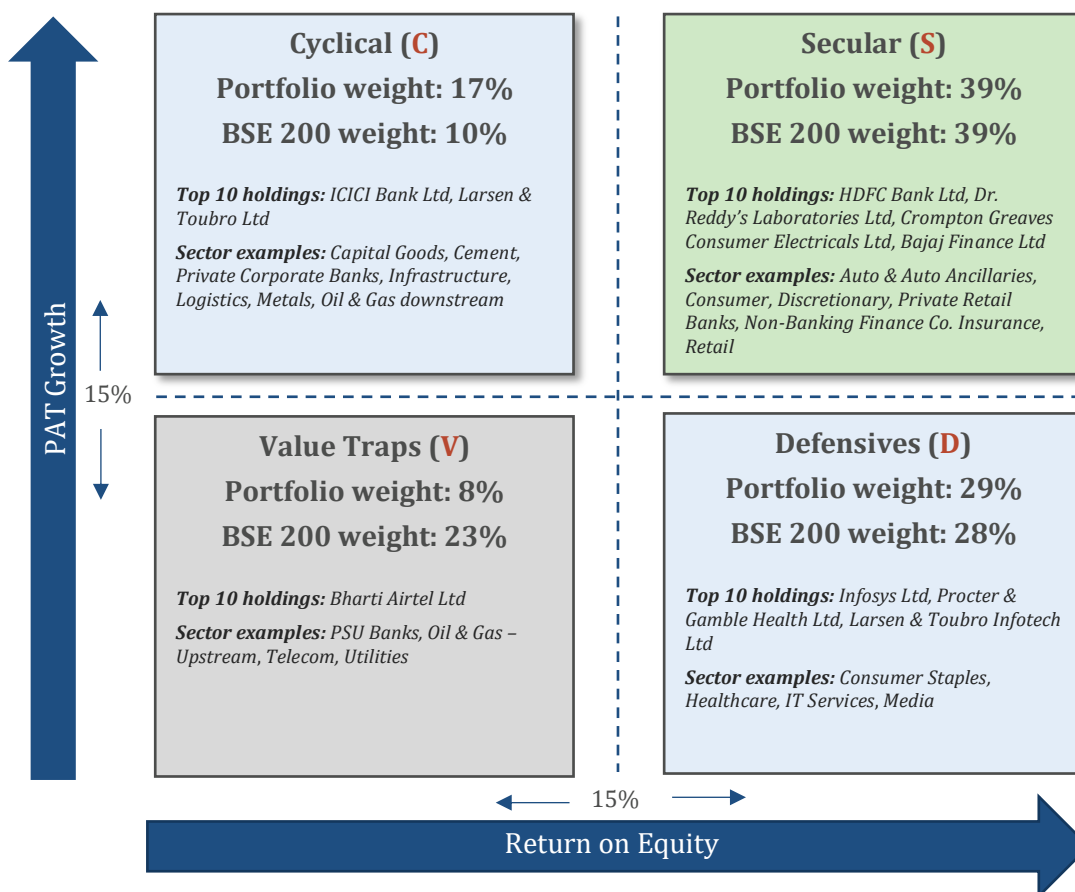 PAT Growth
15%
Cyclical (C)
Portfolio weight: 17%
BSE 200 weight: 10%
Top 10 holdings: ICICI Bank Ltd, Larsen &
Toubro Ltd
Sector examples: Capital Goods, Cement,
Private Corporate Banks, Infrastructure,
Logistics, Metals, Oil & Gas downstream
Secular (S)
Portfolio weight: 39%
BSE 200 weight: 39%
Top 10 holdings: HDFC Bank Ltd, Dr.
Reddy’s Laboratories Ltd, Crompton Greaves
Consumer Electricals Ltd, Bajaj Finance Ltd
Sector examples: Auto & Auto Ancillaries,
Consumer, Discretionary, Private Retail
Banks, Non-Banking Finance Co. Insurance,
Retail
Value Traps (V)
Portfolio weight: 8%
BSE 200 weight: 23%
Top 10 holdings: Bharti Airtel Ltd
Sector examples: PSU Banks, Oil & Gas –
Upstream, Telecom, Utilities
Defensives (D)
Portfolio weight: 29%
BSE 200 weight: 28%
Top 10 holdings: Infosys Ltd, Procter &
Gamble Health Ltd, Larsen & Toubro Infotech
Ltd
Sector examples: Consumer Staples,
Healthcare, IT Services, Media
15%
Return on Equity